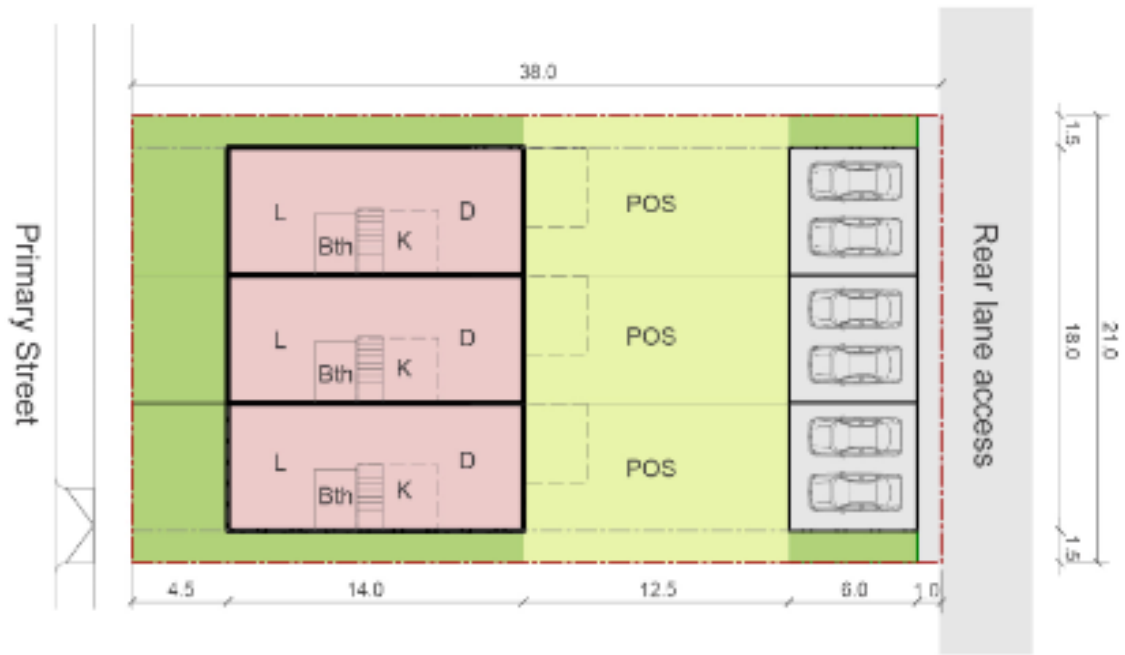 38.0
Primary Street
L
Bth
K
D
POS
L
Bth
K
D
POS
L
Bth
K
D
POS
Rear lane access
1.5
18.0
1.5
21.0
4.5
14.0
12.5
6.0
1.0